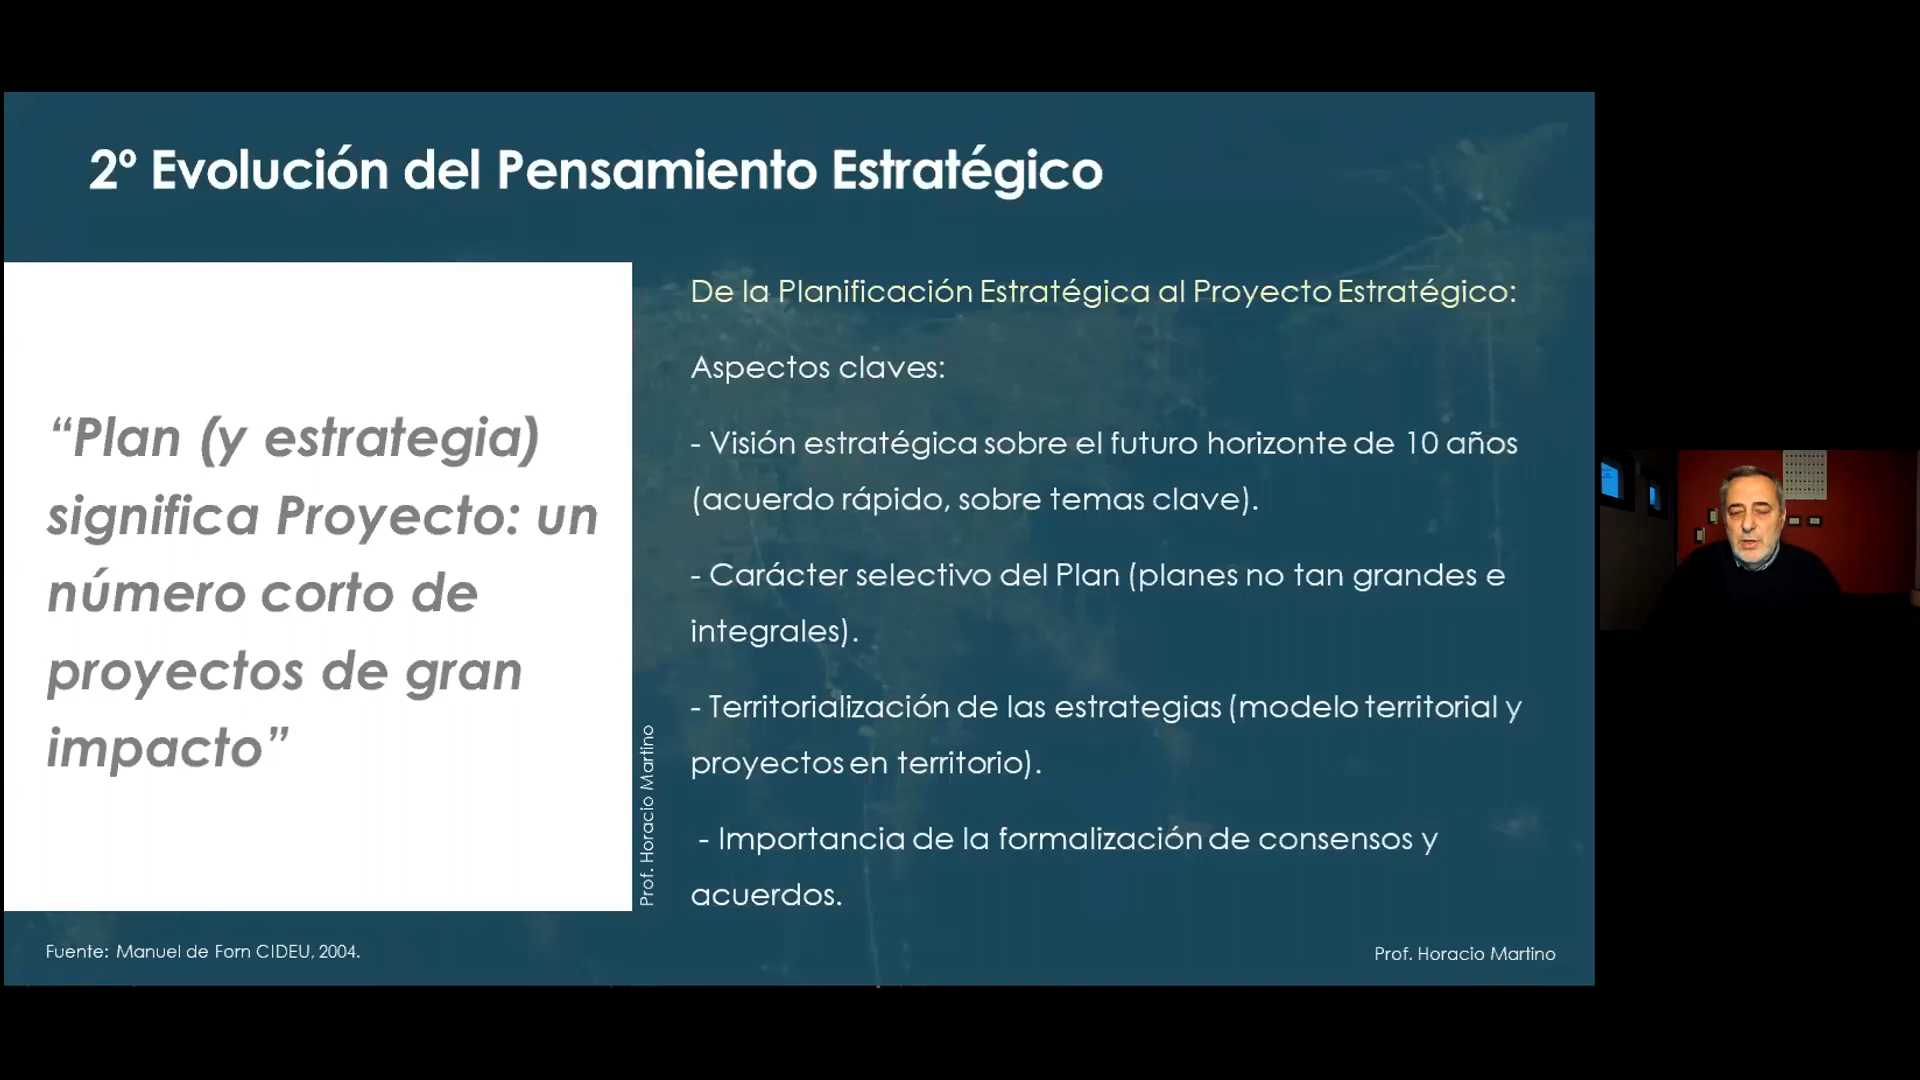 2º Evolución del Pensamiento Estratégico
“Plan (y estrategia)
significa Proyecto: un
número corto de
proyectos de gran
impacto”
Prof. Horacio Martino
De la Planificación Estratégica al Proyecto Estratégico:
Aspectos claves:
- Visión estratégica sobre el futuro horizonte de 10 años
(acuerdo rápido, sobre temas clave).
- Carácter selectivo del Plan (planes no tan grandes e
integrales).
- Territorialización de las estrategias (modelo territorial y
proyectos en territorio).
- Importancia de la formalización de consensos y
acuerdos.
Fuente: Manuel de Forn CIDEU, 2004.
Prof. Horacio Martino